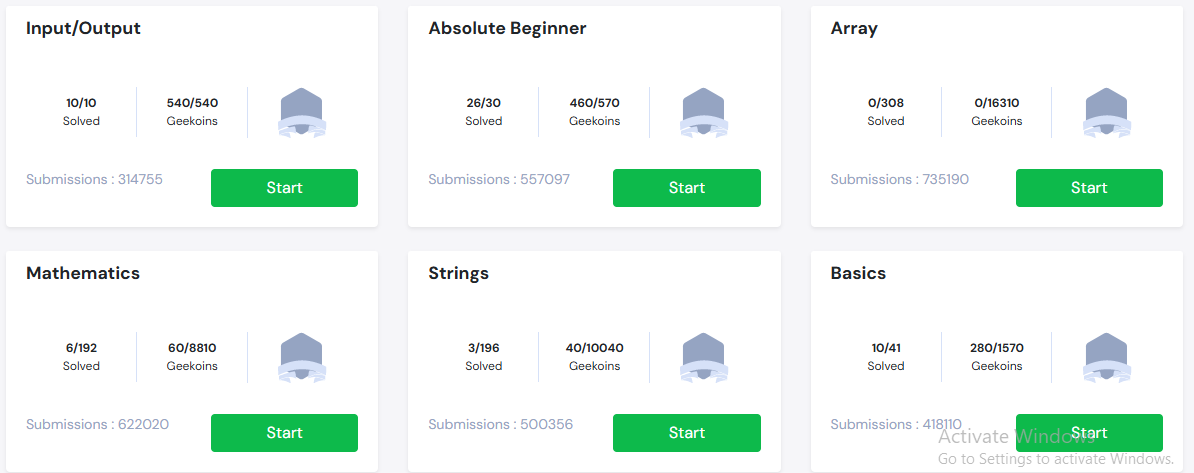 Input/Output
10/10
Solved
540/540
Geekoins
Submissions : 314755
Start
Absolute Beginner
26/30
Solved
460/570
Geekoins
Submissions : 557097
Start
Array
0/308
Solved
0/16310
Geekoins
Submissions : 735190
Start
Mathematics
6/192
Solved
60/8810
Geekoins
Submissions : 622020
Start
Strings
3/196
Solved
40/10040
Geekoins
Submissions : 500356
Start
Basics
10/41
Solved
280/1570
Geekoins
Submissions : 418110
Start
Activate Windows
Go to Settings to activate Windows.